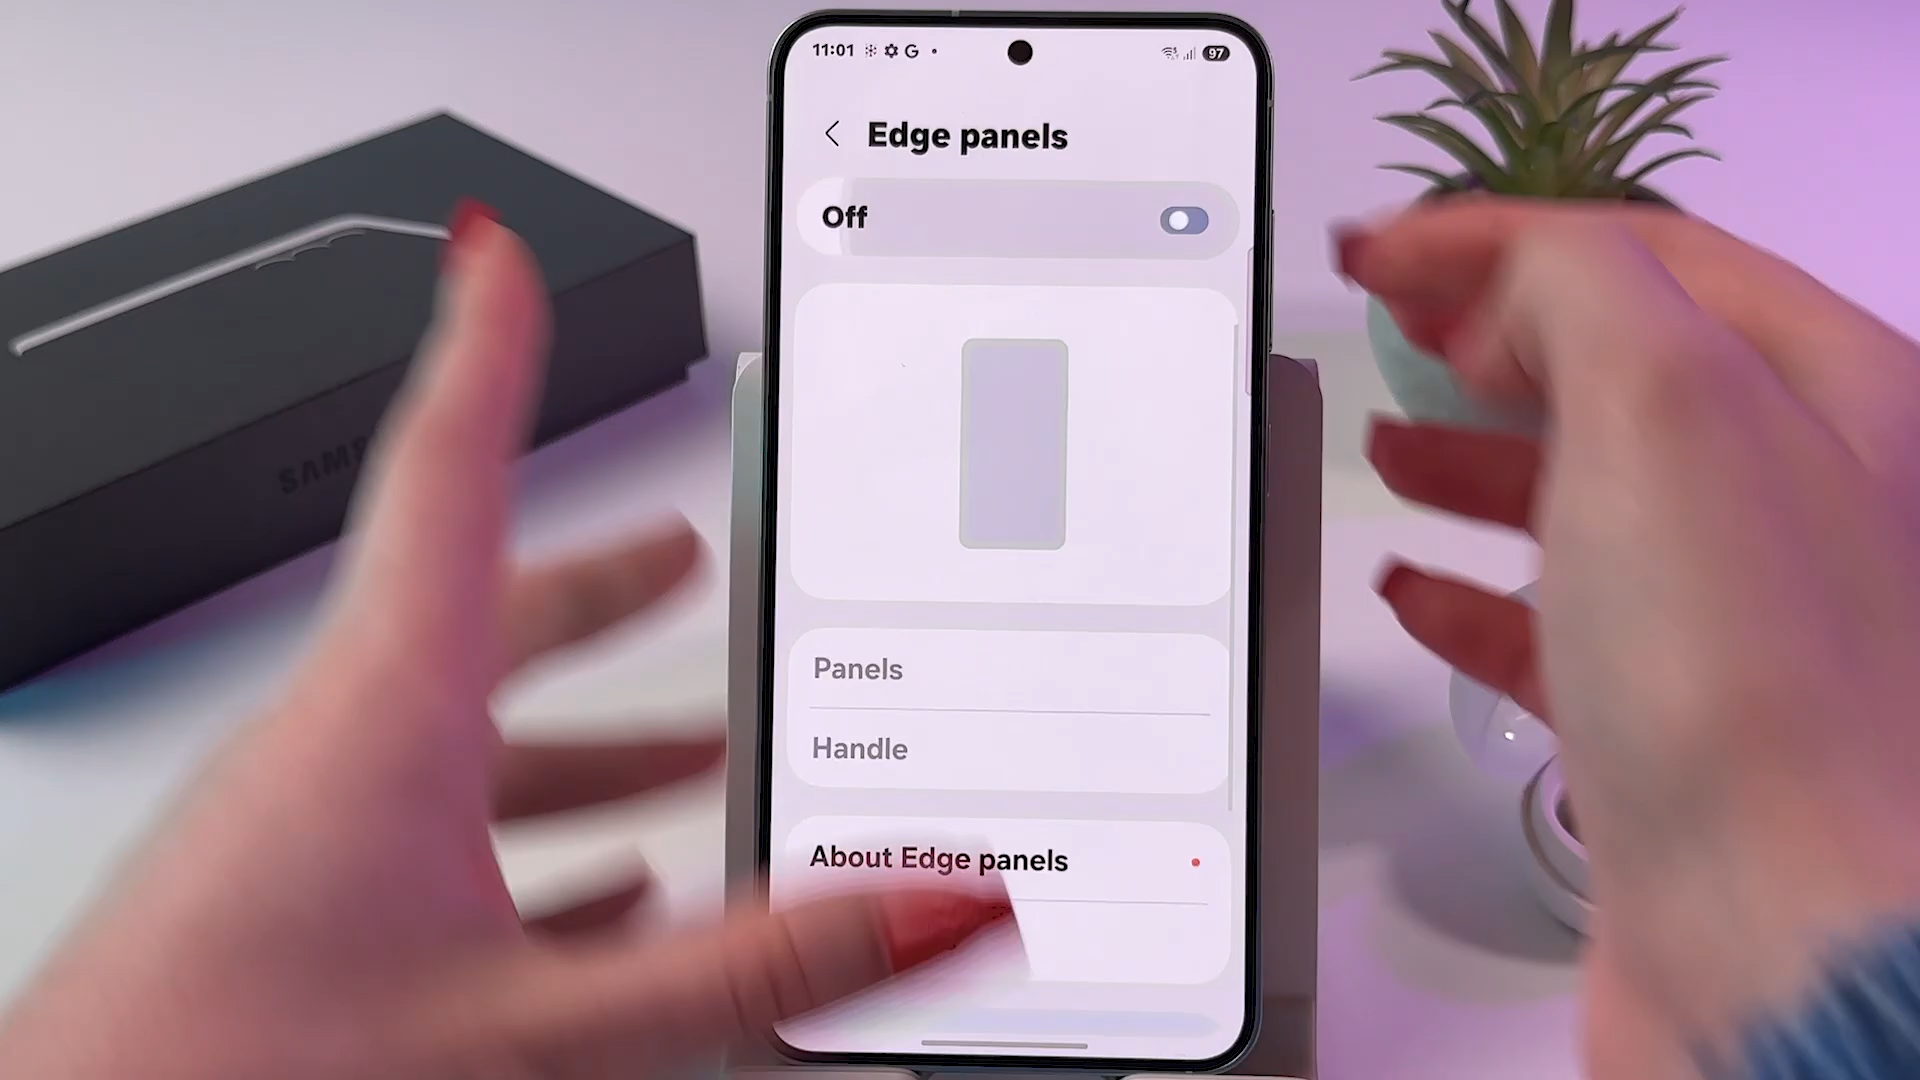 11:01 G
97
Edge panels
Off
Panels
Handle
About Edge panels